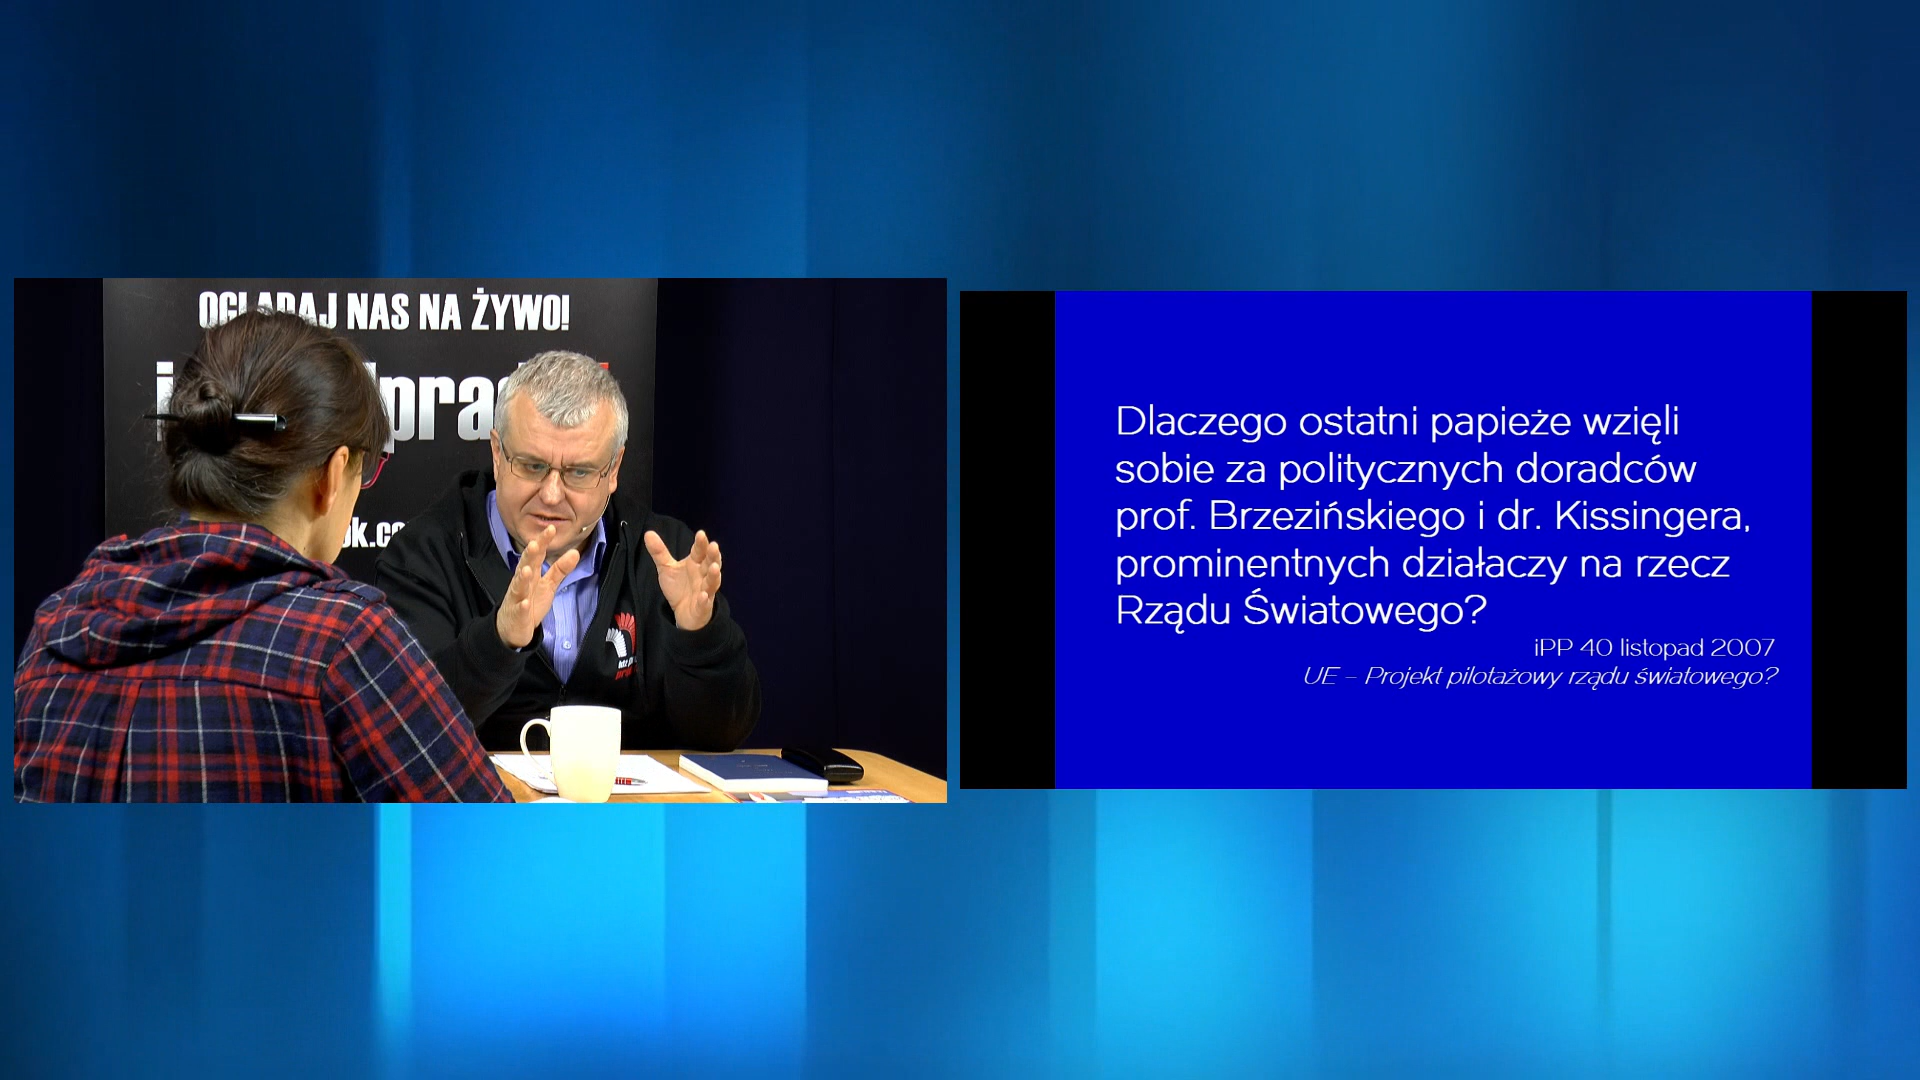 OGLĄDAJ NAS NA ŻYWO!
Dlaczego ostatni papieże wzięli
sobie za politycznych doradców
prof. Brzezińskiego i dr. Kissingera,
prominentnych działaczy na rzecz
Rządu Światowego?
iPP 40 listopad 2007
UE – Projekt pilotażowy rządu światowego?